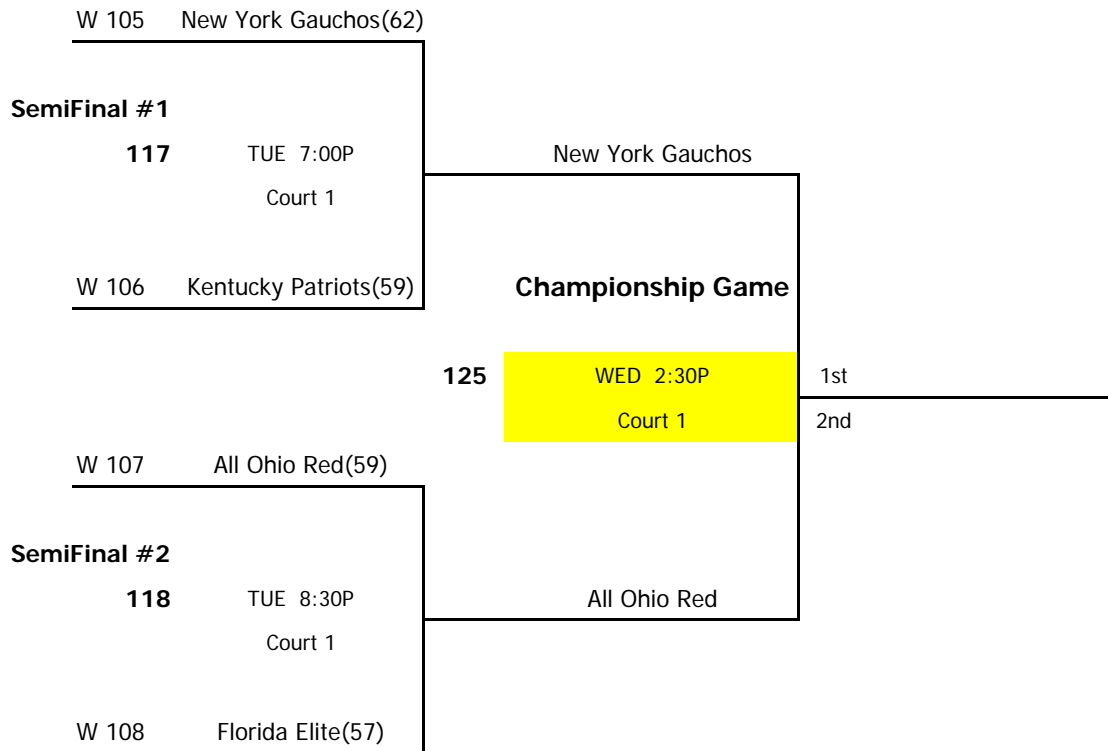 W 105 New York Gauchos(62)
SemiFinal #1
117 TUE 7:00P New York Gauchos
Court 1
W 106 Kentucky Patriots(59) Championship Game
125 WED 2:30P 1st
Court 1 2nd
W 107 All Ohio Red(59)
SemiFinal #2
118 TUE 8:30P All Ohio Red
Court 1
W 108 Florida Elite(57)